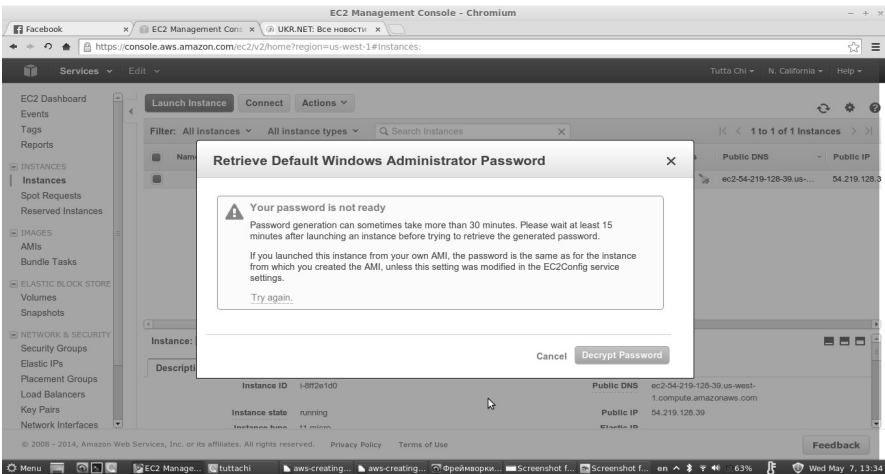 EC2 Management Console - Chromium
Facebook
EC2 Management Cons
UKR.NET: Все новости
https://console.aws.amazon.com/ec2/v2/home?region=us-west-1#Instances:
Services Edit Tutta Chi N. California Help
EC2 Dashboard
Events
Tags
Reports
INSTANCES
Instances
Spot Requests
Reserved Instances
IMAGES
AMIs
Bundle Tasks
ELASTIC BLOCK STORE
Volumes
Snapshots
NETWORK & SECURITY
Security Groups
Elastic IPs
Placement Groups
Load Balancers
Key Pairs
Network Interfaces
Launch Instance Connect Actions
Filter: All instances All instance types Search Instances 1 to 1 of 1 Instances
Name Public DNS Public IP
ec2-54-219-128-39.us-... 54.219.128.3
Retrieve Default Windows Administrator Password
Your password is not ready
Password generation can sometimes take more than 30 minutes. Please wait at least 15
minutes after launching an instance before trying to retrieve the generated password.
If you launched this instance from your own AMI, the password is the same as for the instance
from which you created the AMI, unless this setting was modified in the EC2Config service
settings.
Try again.
Cancel Decrypt Password
Instance:
Descripti
Instance ID i-8ff2e1d0 Public DNS ec2-54-219-128-39.us-west-
1.compute.amazonaws.com
Instance state running Public IP 54.219.128.39
Instance type t1.micro Elastic IP
© 2008 - 2014, Amazon Web Services, Inc. or its affiliates. All rights reserved. Privacy Policy Terms of Use Feedback
Menu EC2 Manage... tuttachi aws-creating... aws-creating... Фреймворки... Screenshot f... Screenshot f... en 63% Wed May 7, 13:34